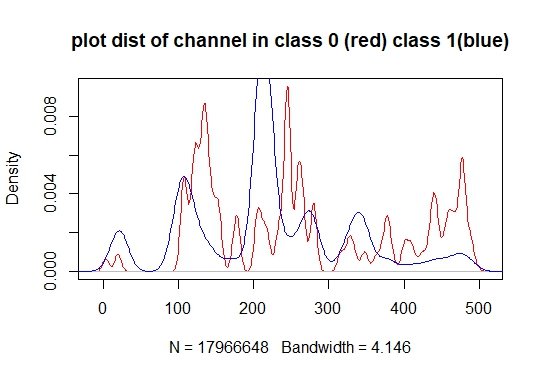 plot dist of channel in class 0 (red) class 1(blue)
Density
0.008
0.004
0.000
0 100 200 300 400 500
N = 17966648 Bandwidth = 4.146